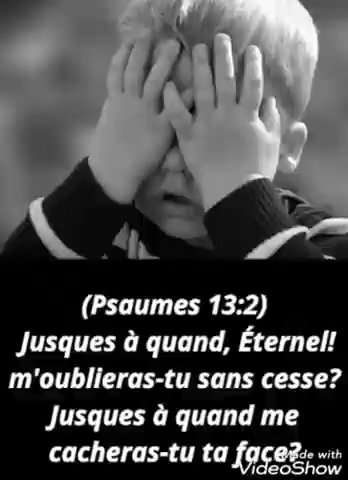 (Psaumes 13:2)
Jusques à quand, Éternel!
m'oublieras-tu sans cesse?
Jusques à quand me
cacheras-tu ta face?
Made with
VideoShow